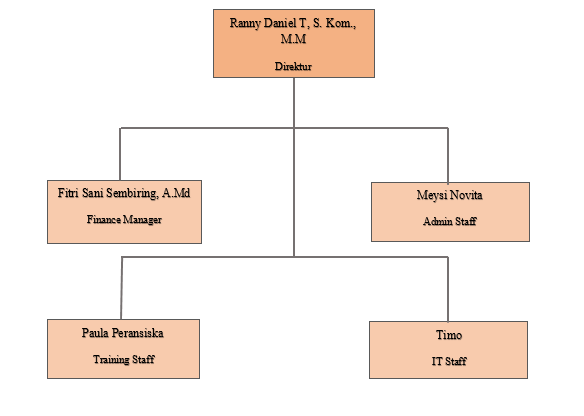 Ranny Daniel T, S. Kom.,
M.M
Direktur
Fitri Sani Sembiring, A.Md
Finance Manager
Meysi Novita
Admin Staff
Paula Peransiska
Training Staff
Timo
IT Staff